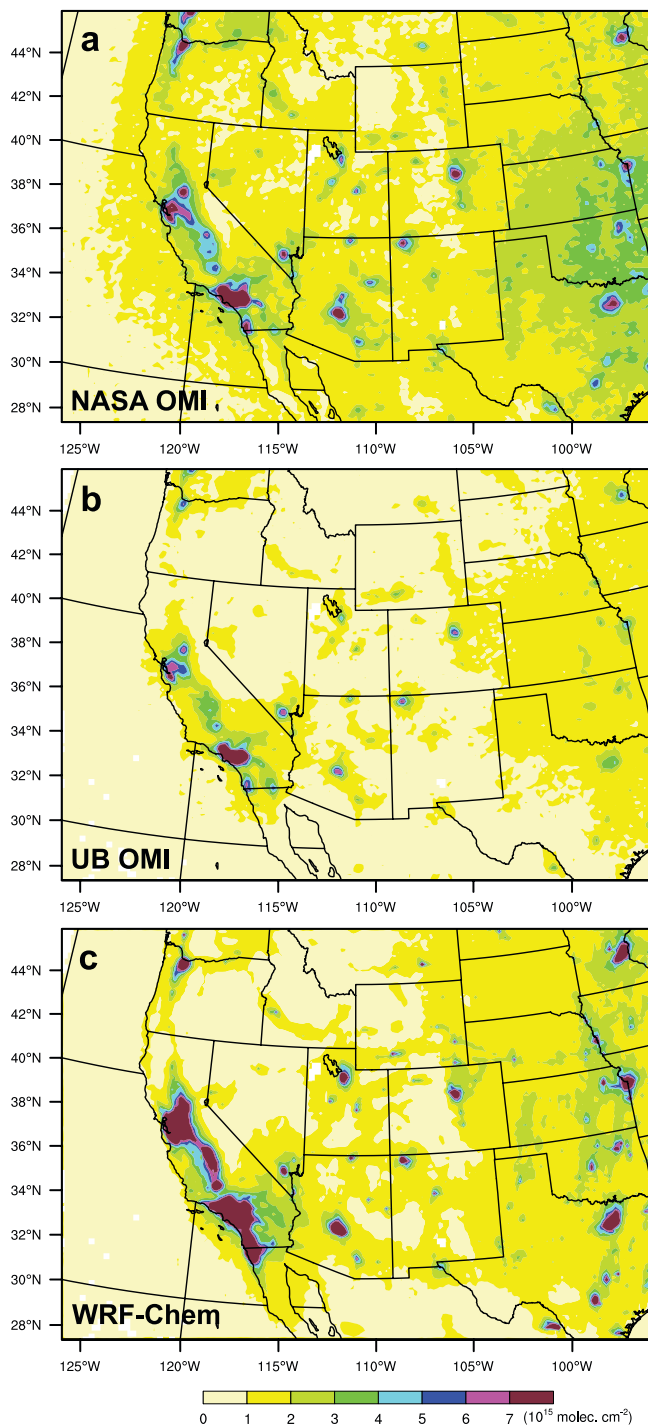 a
44°N
42°N
40°N
38°N
36°N
34°N
32°N
30°N
28°N
NASA OMI
125°W 120°W 115°W 110°W 105°W 100°W
b
44°N
42°N
40°N
38°N
36°N
34°N
32°N
30°N
28°N
UB OMI
125°W 120°W 115°W 110°W 105°W 100°W
c
44°N
42°N
40°N
38°N
36°N
34°N
32°N
30°N
28°N
WRF-Chem
125°W 120°W 115°W 110°W 105°W 100°W
0 1 2 3 4 5 6 7 (10¹⁵ molec. cm⁻²)